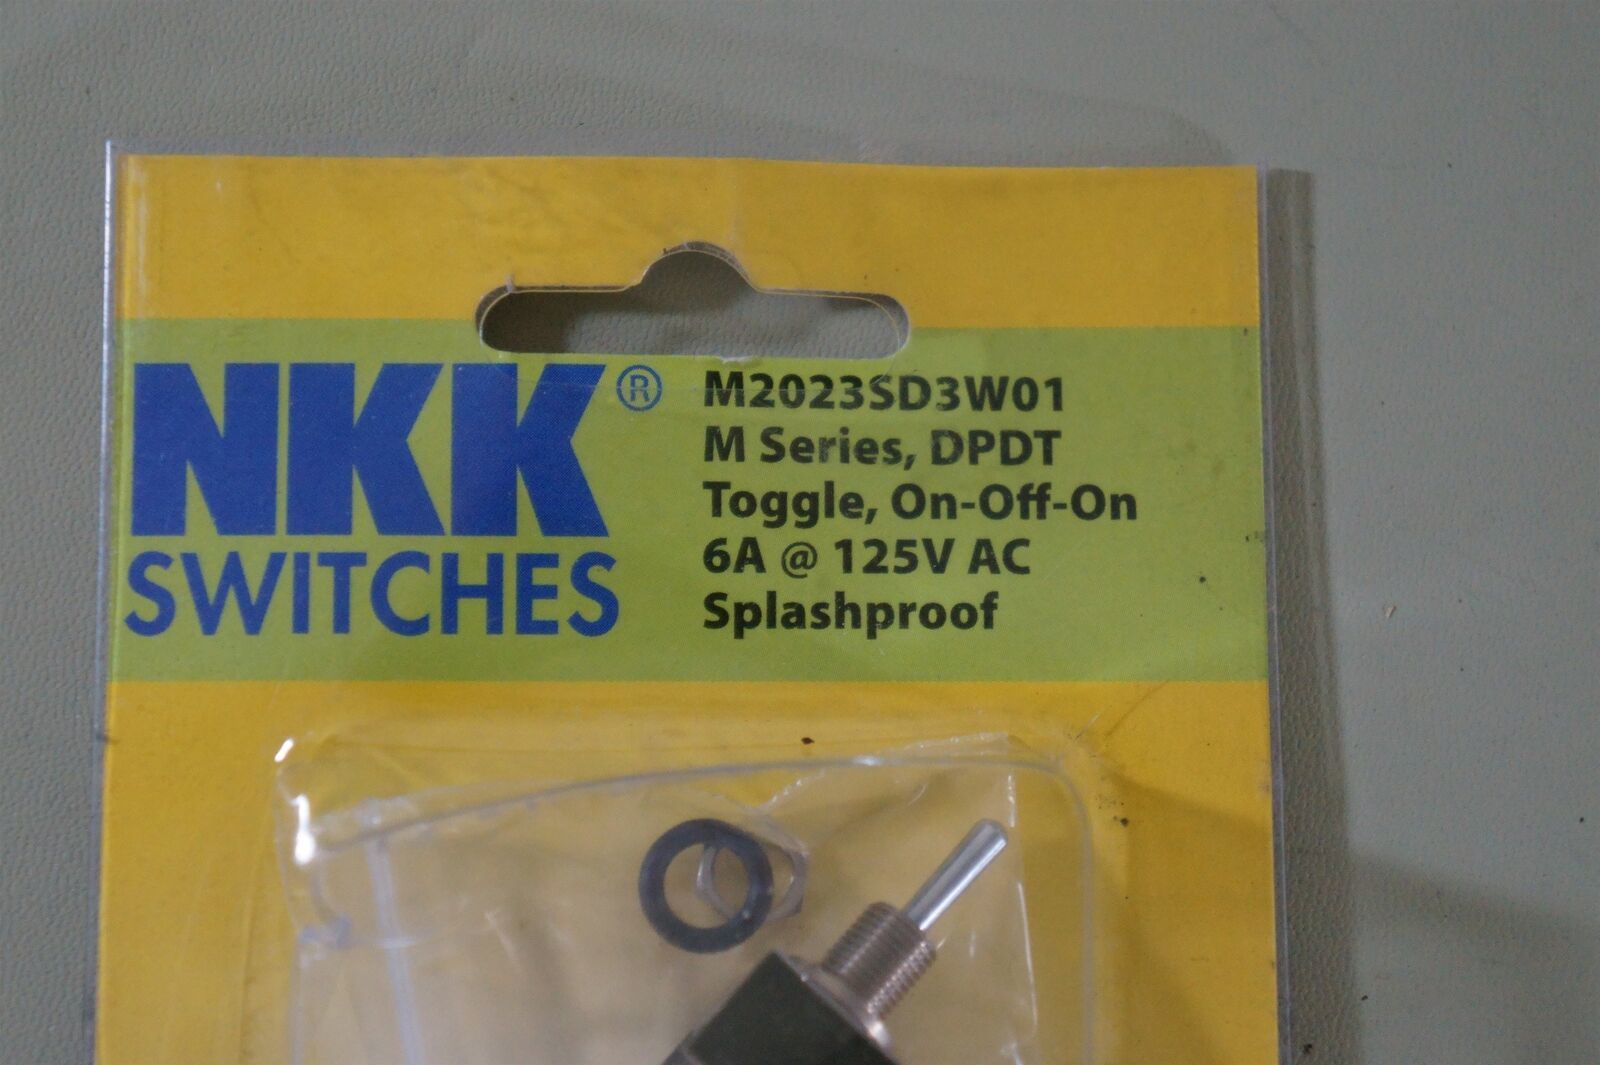 NKK®
SWITCHES
M2023SD3W01
M Series, DPDT
Toggle, On-Off-On
6A @ 125V AC
Splashproof